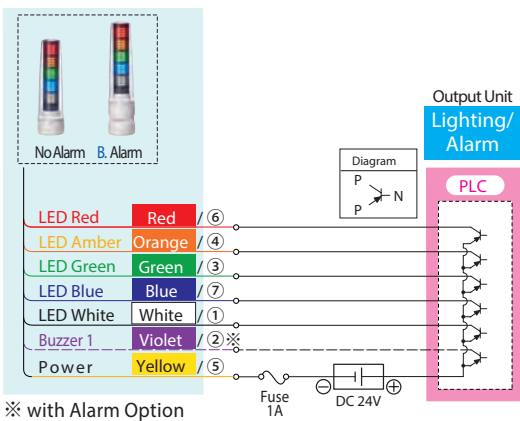 No Alarm B. Alarm
Output Unit
Lighting/
Alarm
Diagram
P
N
P
PLC
LED Red Red /⑥
LED Amber Orange /④
LED Green Green /③
LED Blue Blue /⑦
LED White White /①
Buzzer 1 Violet /②※
Power Yellow /⑤
Fuse
1A
⊖ ⊕
DC 24V
※ with Alarm Option